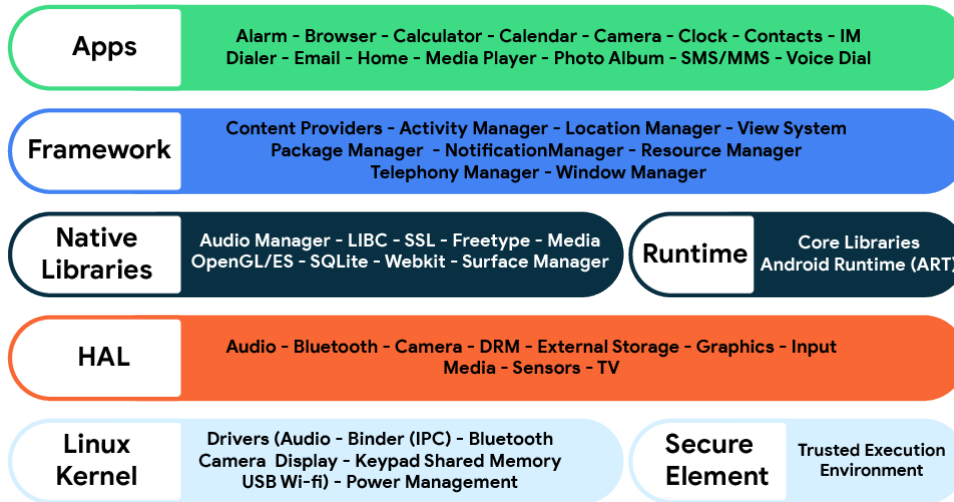 Apps
Alarm - Browser - Calculator - Calendar - Camera - Clock - Contacts - IM
Dialer - Email - Home - Media Player - Photo Album - SMS/MMS - Voice Dial
Framework
Content Providers - Activity Manager - Location Manager - View System
Package Manager - NotificationManager - Resource Manager
Telephony Manager - Window Manager
Native
Libraries
Audio Manager - LIBC - SSL - Freetype - Media
OpenGL/ES - SQLite - Webkit - Surface Manager
Runtime
Core Libraries
Android Runtime (ART)
HAL
Audio - Bluetooth - Camera - DRM - External Storage - Graphics - Input
Media - Sensors - TV
Linux
Kernel
Drivers (Audio - Binder (IPC) - Bluetooth
Camera Display - Keypad Shared Memory
USB Wi-fi) - Power Management
Secure
Element
Trusted Execution
Environment